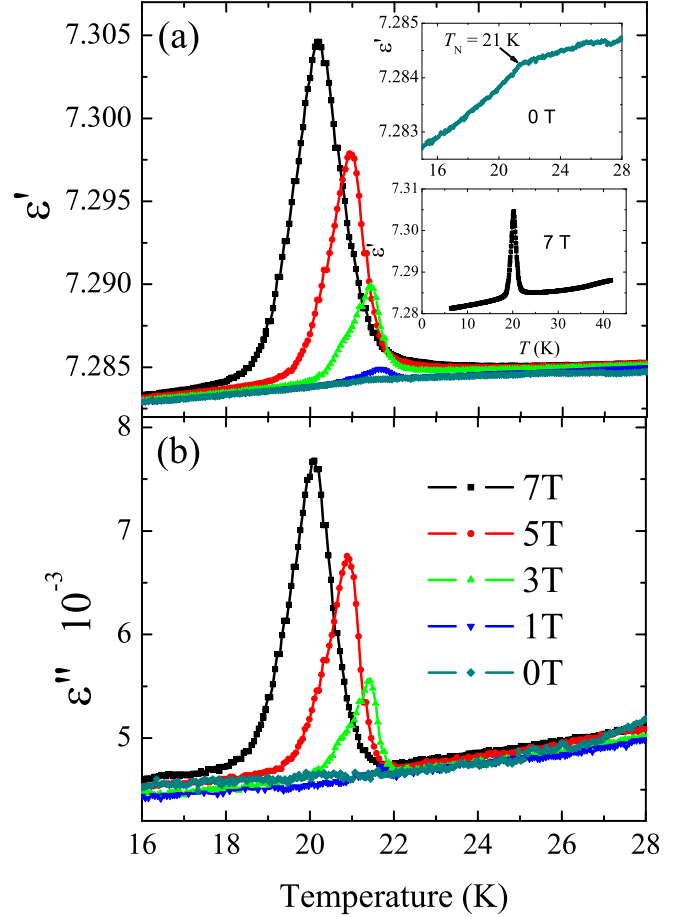 (a)
7.305
7.300
7.295
7.290
7.285
ε'
7.285
7.284
7.283
ε'
T_N = 21 K
0 T
16 20 24 28
7.31
7.30
7.29
7.28
ε'
7 T
0 10 20 30 40
T (K)
(b)
8
7
6
5
ε'' 10⁻³
7T
5T
3T
1T
0T
16 18 20 22 24 26 28
Temperature (K)